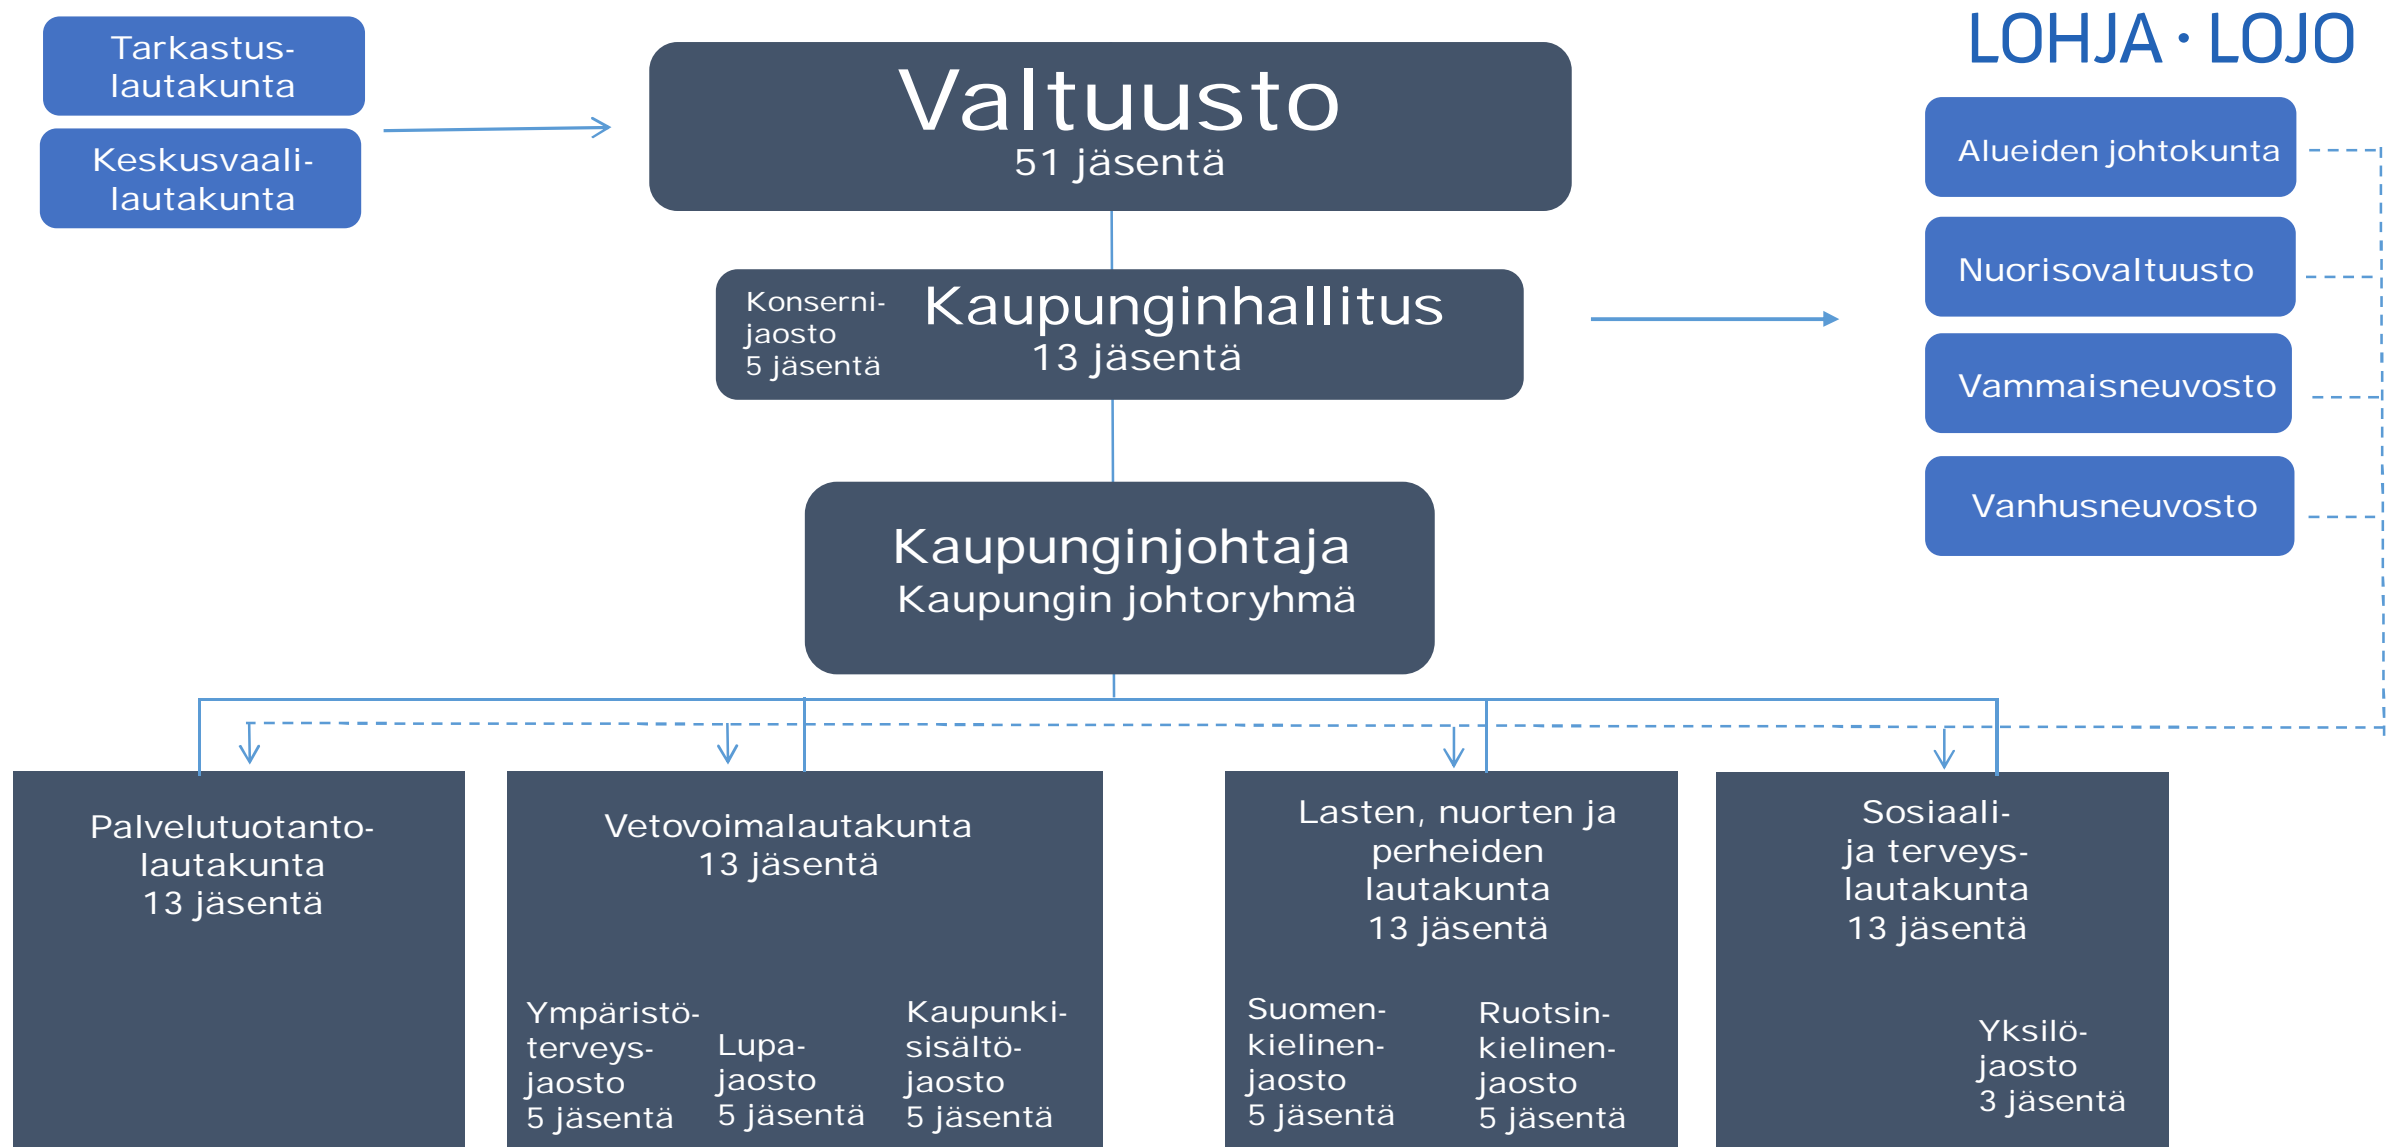 Tarkastus-
lautakunta
Keskusvaali-
lautakunta
Valtuusto
51 jäsentä
LOHJA · LOJO
Alueiden johtokunta
Nuorisovaltuusto
Vammaisneuvosto
Vanhusneuvosto
Konserni-
jaosto
5 jäsentä
Kaupunginhallitus
13 jäsentä
Kaupunginjohtaja
Kaupungin johtoryhmä
Palvelutuotanto-
lautakunta
13 jäsentä
Vetovoimalautakunta
13 jäsentä
Ympäristö-
terveys-
jaosto
5 jäsentä
Lupa-
jaosto
5 jäsentä
Kaupunki-
sisältö-
jaosto
5 jäsentä
Lasten, nuorten ja
perheiden
lautakunta
13 jäsentä
Suomen-
kielinen-
jaosto
5 jäsentä
Ruotsin-
kielinen-
jaosto
5 jäsentä
Sosiaali-
ja terveys-
lautakunta
13 jäsentä
Yksilö-
jaosto
3 jäsentä